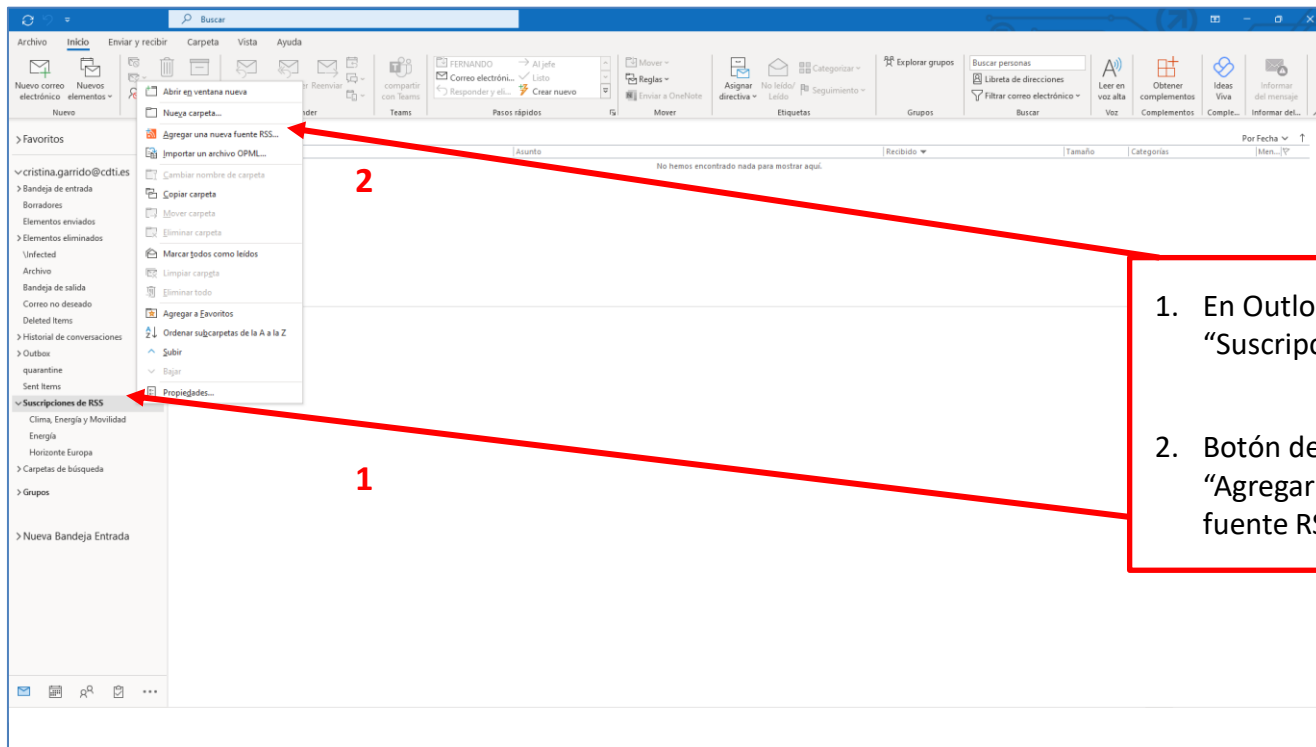 Buscar
Archivo Inicio Enviar y recibir Carpeta Vista Ayuda
Nuevo correo electrónico
Nuevos elementos
Nuevo
Reenviar
compartir con Teams
Teams
FERNANDO
Al jefe
Correo electróni...
Listo
Responder y eli...
Crear nuevo
Pasos rápidos
Mover
Reglas
Enviar a OneNote
Mover
Asignar directiva
No leído/ Leído
Categorizar
Seguimiento
Etiquetas
Explorar grupos
Grupos
Buscar personas
Libreta de direcciones
Filtrar correo electrónico
Buscar
Leer en voz alta
Voz
Obtener complementos
Complementos
Ideas Viva
Comple...
Informar del mensaje
Informar del...
Por Fecha
Asunto Recibido Tamaño Categorías Men...
No hemos encontrado nada para mostrar aquí.
Favoritos
cristina.garrido@cdti.es
Bandeja de entrada
Borradores
Elementos enviados
Elementos eliminados
\Infected
Archivo
Bandeja de salida
Correo no deseado
Deleted Items
Historial de conversaciones
Outbox
quarantine
Sent Items
Suscripciones de RSS
Clima, Energía y Movilidad
Energía
Horizonte Europa
Carpetas de búsqueda
Grupos
Nueva Bandeja Entrada
Abrir en ventana nueva
Nueva carpeta...
Agregar una nueva fuente RSS...
Importar un archivo OPML...
Cambiar nombre de carpeta
Copiar carpeta
Mover carpeta
Eliminar carpeta
Marcar todos como leídos
Limpiar carpeta
Eliminar todo
Agregar a Favoritos
Ordenar subcarpetas de la A a la Z
Subir
Bajar
Propiedades...
2
1
1. En Outlo
“Suscripc
2. Botón de
“Agregar
fuente RS